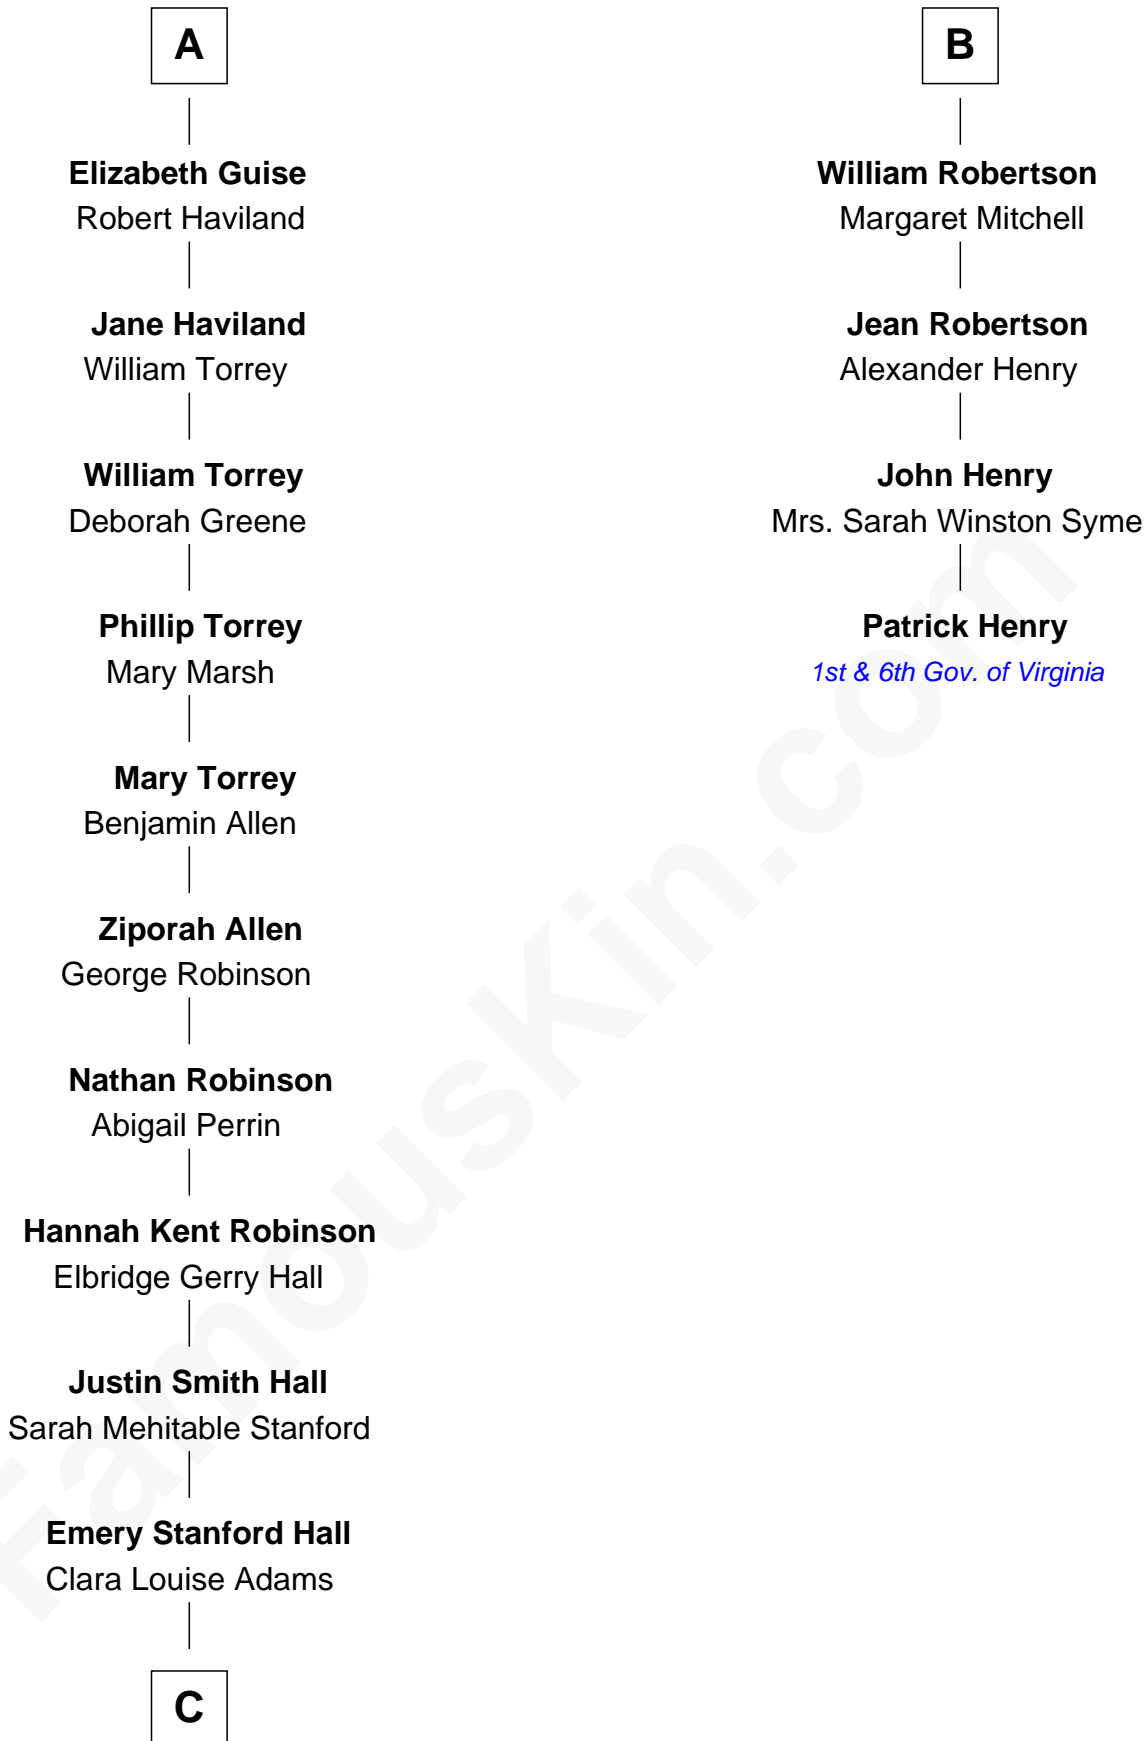 A
Elizabeth Guise
Robert Haviland
Jane Haviland
William Torrey
William Torrey
Deborah Greene
Phillip Torrey
Mary Marsh
Mary Torrey
Benjamin Allen
Ziporah Allen
George Robinson
Nathan Robinson
Abigail Perrin
Hannah Kent Robinson
Elbridge Gerry Hall
Justin Smith Hall
Sarah Mehitable Stanford
Emery Stanford Hall
Clara Louise Adams
C
B
William Robertson
Margaret Mitchell
Jean Robertson
Alexander Henry
John Henry
Mrs. Sarah Winston Syme
Patrick Henry
1st & 6th Gov. of Virginia
FamousKin.com